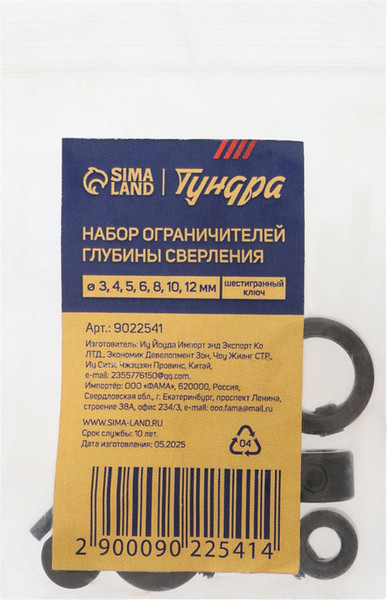 SIMA LAND | Тундра
НАБОР ОГРАНИЧИТЕЛЕЙ
ГЛУБИНЫ СВЕРЛЕНИЯ
ø 3, 4, 5, 6, 8, 10, 12 мм
шестигранный
ключ
Арт.: 9022541
Изготовитель: Иу Йоуда Импорт энд Экспорт Ко
ЛТД., Экономик Девелопмент Зон, Чоу Жианг СТР.,
Иу Сити, Чжэцзян Провинс, Китай,
e-mail: 2355776150@qq.com.
Импортёр: ООО «ФАМА», 620000, Россия,
Свердловская обл., г. Екатеринбург, проспект Ленина,
строение 38А, офис 234/3, e-mail: ooo.fama@mail.ru
WWW.SIMA-LAND.RU
Срок службы: 10 лет.
Дата изготовления: 05.2025
04
2 900090 225414